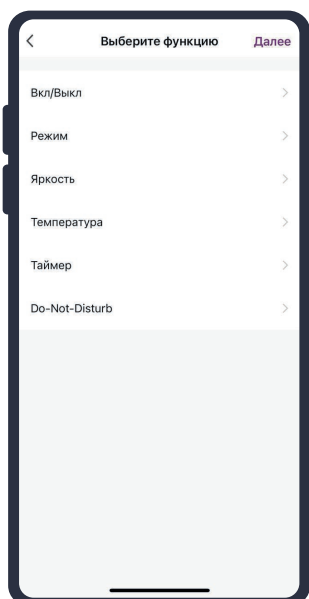 Выберите функцию Далее
Вкл/Выкл
Режим
Яркость
Температура
Таймер
Do-Not-Disturb